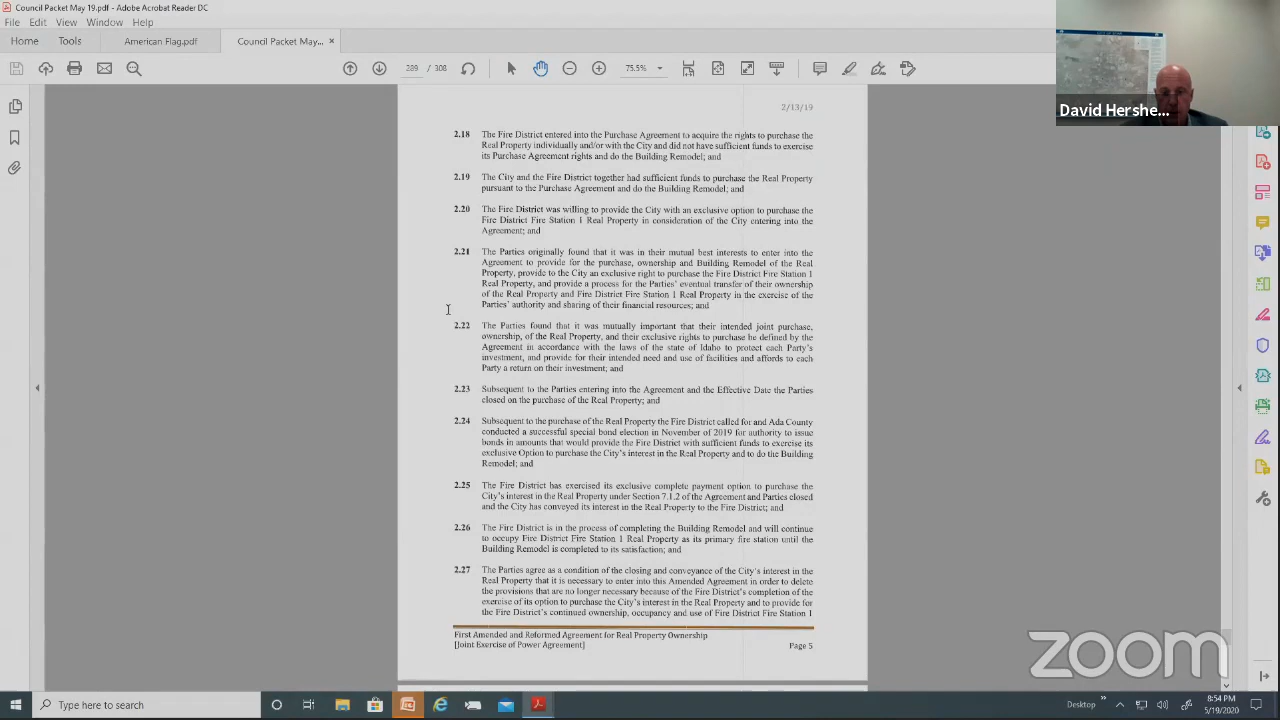 Council Packet May 19.pdf - Adobe Acrobat Reader DC
File Edit View Window Help
Home Tools American Flag.pdf Council Packet May... ×
289 / 308 75.5%
David Hershe...
2/13/19
2.18 The Fire District entered into the Purchase Agreement to acquire the rights to purchase the
Real Property individually and/or with the City and did not have sufficient funds to exercise
its Purchase Agreement rights and do the Building Remodel; and
2.19 The City and the Fire District together had sufficient funds to purchase the Real Property
pursuant to the Purchase Agreement and do the Building Remodel; and
2.20 The Fire District was willing to provide the City with an exclusive option to purchase the
Fire District Fire Station 1 Real Property in consideration of the City entering into the
Agreement; and
2.21 The Parties originally found that it was in their mutual best interests to enter into the
Agreement to provide for the purchase, ownership and Building Remodel of the Real
Property, provide to the City an exclusive right to purchase the Fire District Fire Station 1
Real Property, and provide a process for the Parties' eventual transfer of their ownership
of the Real Property and Fire District Fire Station 1 Real Property in the exercise of the
Parties' authority and sharing of their financial resources; and
2.22 The Parties found that it was mutually important that their intended joint purchase,
ownership, of the Real Property, and their exclusive rights to purchase be defined by the
Agreement in accordance with the laws of the state of Idaho to protect each Party's
investment, and provide for their intended need and use of facilities and affords to each
Party a return on their investment; and
2.23 Subsequent to the Parties entering into the Agreement and the Effective Date the Parties
closed on the purchase of the Real Property; and
2.24 Subsequent to the purchase of the Real Property the Fire District called for and Ada County
conducted a successful special bond election in November of 2019 for authority to issue
bonds in amounts that would provide the Fire District with sufficient funds to exercise its
exclusive Option to purchase the City's interest in the Real Property and to do the Building
Remodel; and
2.25 The Fire District has exercised its exclusive complete payment option to purchase the
City's interest in the Real Property under Section 7.1.2 of the Agreement and Parties closed
and the City has conveyed its interest in the Real Property to the Fire District; and
2.26 The Fire District is in the process of completing the Building Remodel and will continue
to occupy Fire District Fire Station 1 Real Property as its primary fire station until the
Building Remodel is completed to its satisfaction; and
2.27 The Parties agree as a condition of the closing and conveyance of the City's interest in the
Real Property that it is necessary to enter into this Amended Agreement in order to delete
the provisions that are no longer necessary because of the Fire District's completion of the
exercise of its option to purchase the City's interest in the Real Property and to provide for
the Fire District's continued ownership, occupancy and use of Fire District Fire Station 1
First Amended and Reformed Agreement for Real Property Ownership
[Joint Exercise of Power Agreement] Page 5
zoom
Type here to search
Desktop
8:54 PM
5/19/2020